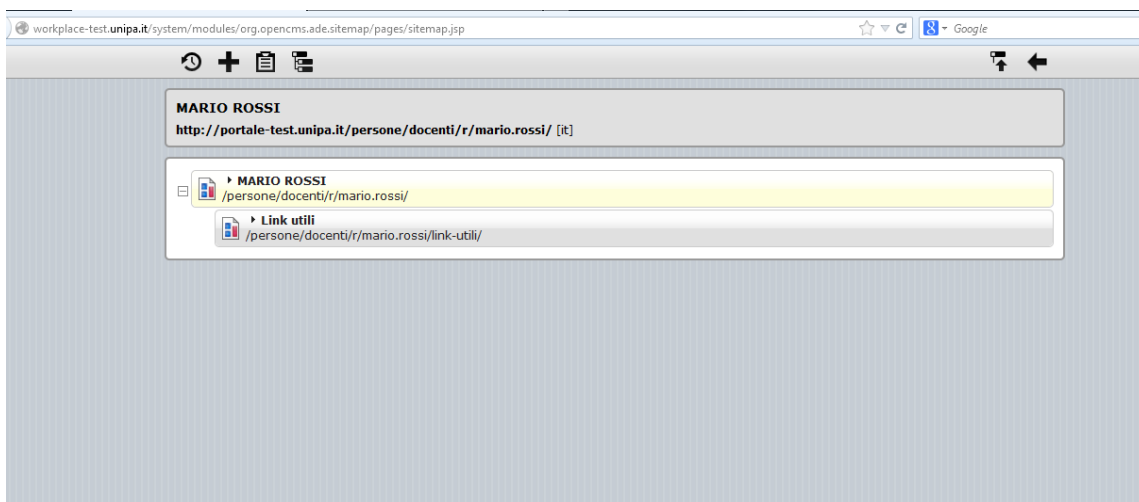 workplace-test.unipa.it/system/modules/org.opencms.ade.sitemap/pages/sitemap.jsp
8 Google
MARIO ROSSI
http://portale-test.unipa.it/persone/docenti/r/mario.rossi/ [it]
MARIO ROSSI
/persone/docenti/r/mario.rossi/
Link utili
/persone/docenti/r/mario.rossi/link-utili/